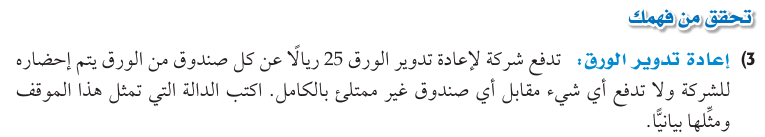 تحقق من فهمك
3) إعادة تدوير الورق: تدفع شركة لإعادة تدوير الورق 25 ريالًا عن كل صندوق من الورق يتم إحضاره
للشركة ولا تدفع أي شيء مقابل أي صندوق غير ممتلئ بالكامل. اكتب الدالة التي تمثل هذا الموقف
ومثِّلها بيانيًّا.